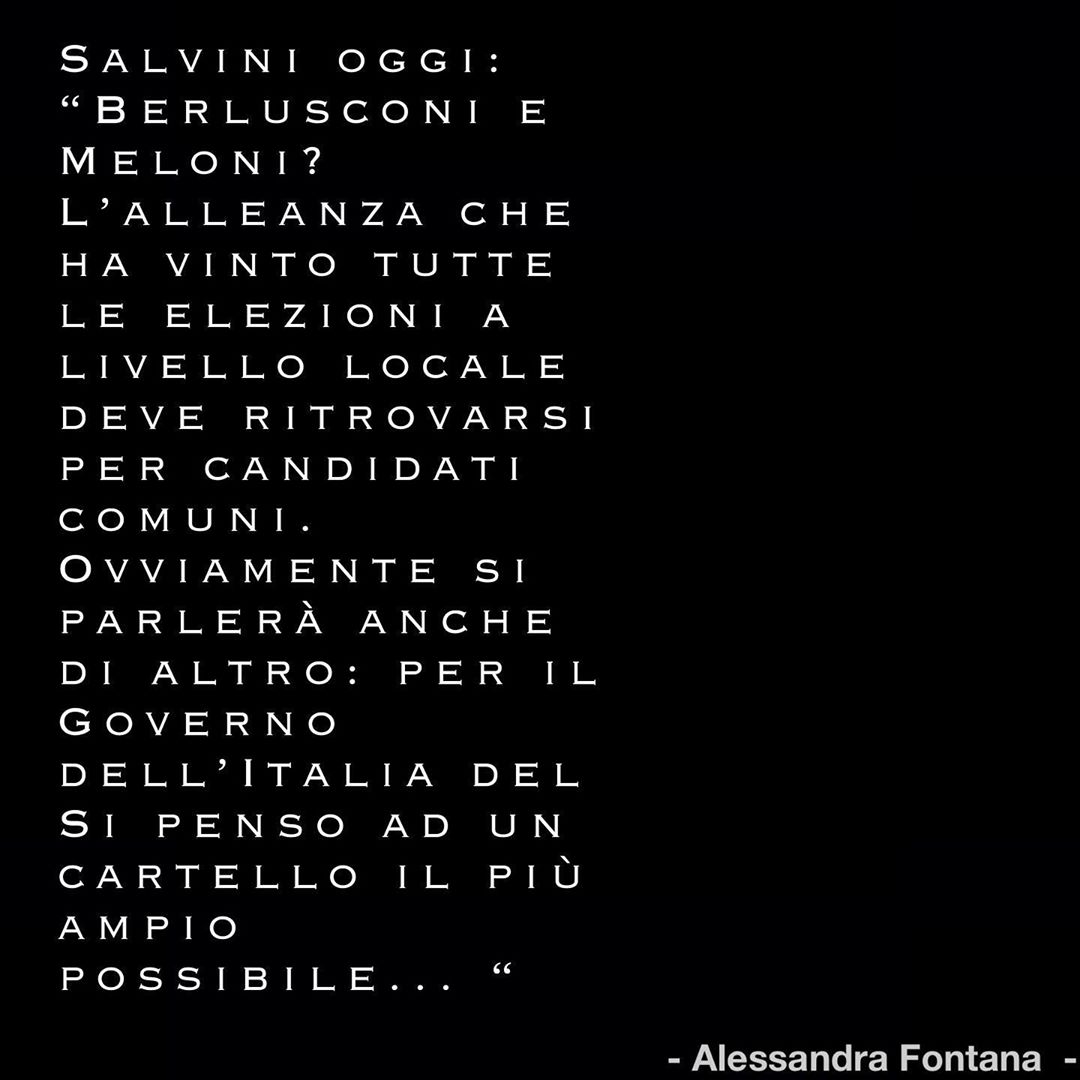 Salvini oggi:
“Berlusconi e
Meloni?
L’alleanza che
ha vinto tutte
le elezioni a
livello locale
deve ritrovarsi
per candidati
comuni.
Ovviamente si
parlerà anche
di altro: per il
Governo
dell’Italia del
Si penso ad un
cartello il più
ampio
possibile... “
- Alessandra Fontana -